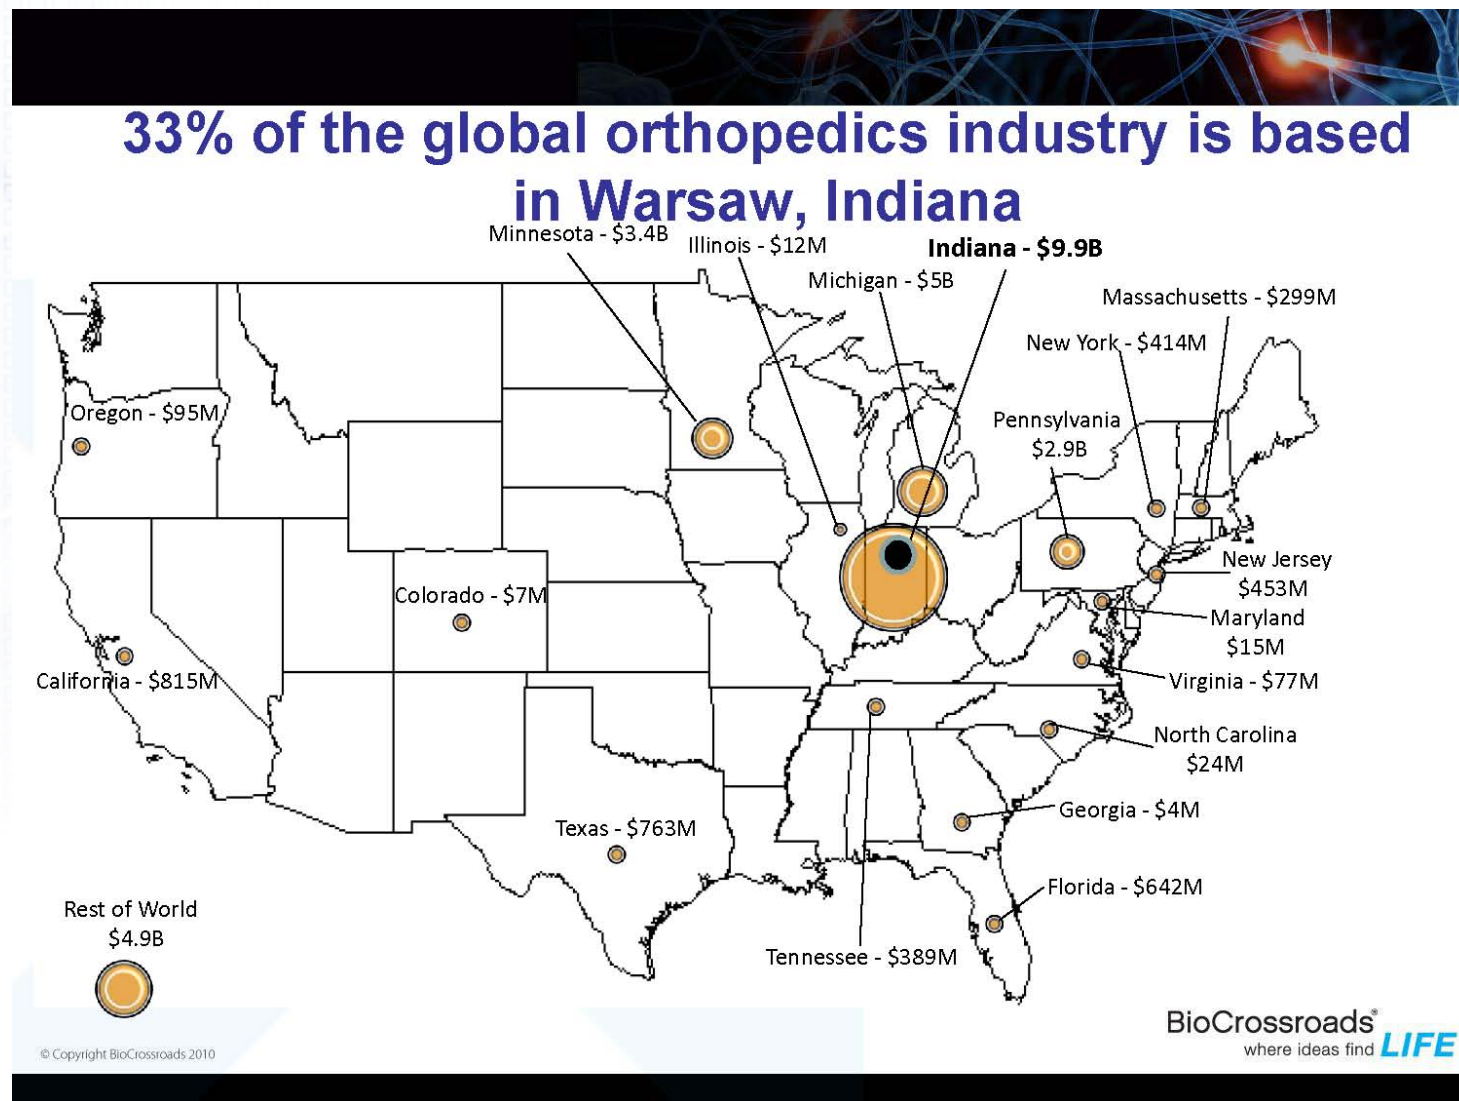 33% of the global orthopedics industry is based
in Warsaw, Indiana
Minnesota - $3.4B
Illinois - $12M
Indiana - $9.9B
Michigan - $5B
Massachusetts - $299M
New York - $414M
Oregon - $95M
Pennsylvania
$2.9B
New Jersey
$453M
Colorado - $7M
Maryland
$15M
California - $815M
Virginia - $77M
North Carolina
$24M
Georgia - $4M
Texas - $763M
Florida - $642M
Rest of World
$4.9B
Tennessee - $389M
BioCrossroads®
where ideas find LIFE
© Copyright BioCrossroads 2010